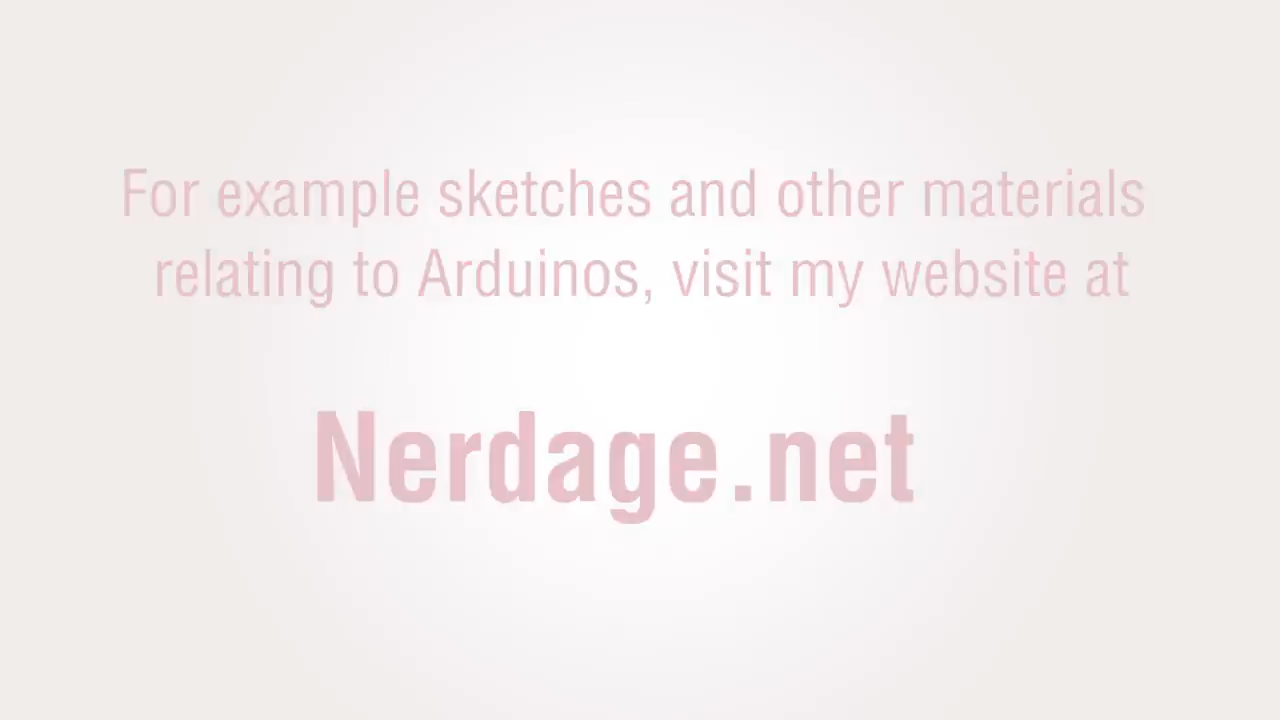 For example sketches and other materials
relating to Arduinos, visit my website at
Nerdage.net